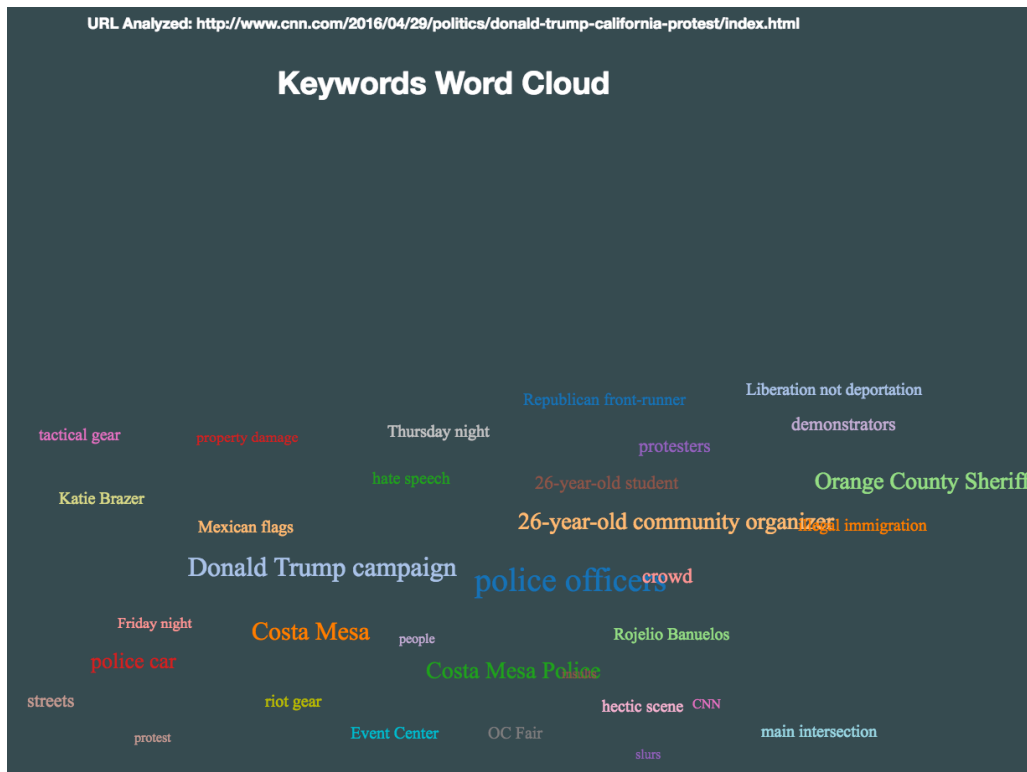 URL Analyzed: http://www.cnn.com/2016/04/29/politics/donald-trump-california-protest/index.html
Keywords Word Cloud
Liberation not deportation
Republican front-runner
demonstrators
Thursday night
tactical gear
property damage
protesters
hate speech
Orange County Sheriff
26-year-old student
Katie Brazer
26-year-old community organizer
illegal immigration
Mexican flags
Donald Trump campaign
police officers
crowd
Friday night
Costa Mesa
Rojelio Banuelos
people
police car
Costa Mesa Police
streets
riot gear
CNN
hectic scene
main intersection
Event Center
OC Fair
protest
slurs